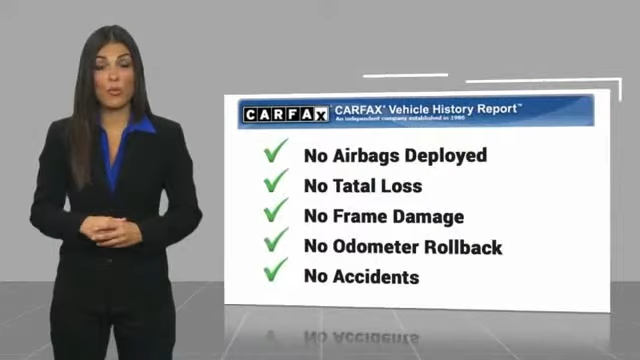 CARFAX CARFAX® Vehicle History Report™
An independent company established in 1986
No Airbags Deployed
No Tatal Loss
No Frame Damage
No Odometer Rollback
No Accidents